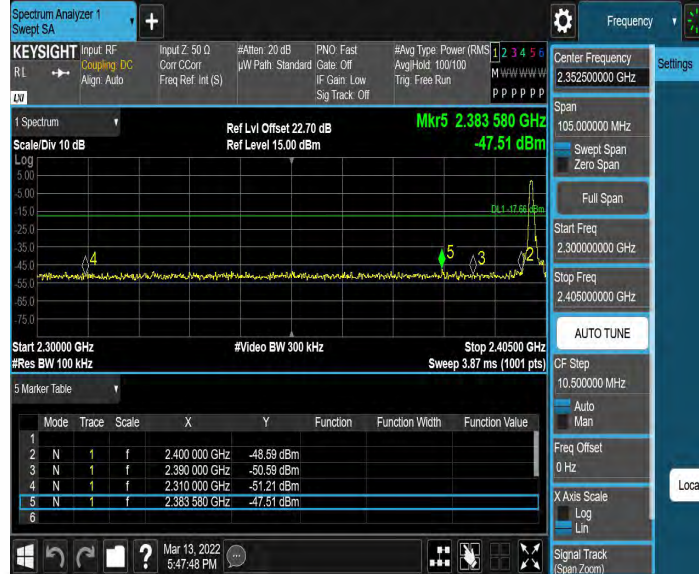 Spectrum Analyzer 1
Swept SA
+
Frequency
KEYSIGHT
RL
LXI
Input: RF
Coupling: DC
Align: Auto
Input Z: 50 Ω
Corr CCorr
Freq Ref: Int (S)
#Atten: 20 dB
µW Path: Standard
PNO: Fast
Gate: Off
IF Gain: Low
Sig Track: Off
#Avg Type: Power (RMS
Avg|Hold: 100/100
Trig: Free Run
1 2 3 4 5 6
M W W W W W
P P P P P P
1 Spectrum
Scale/Div 10 dB
Ref Lvl Offset 22.70 dB
Ref Level 15.00 dBm
Mkr5 2.383 580 GHz
-47.51 dBm
Log
5.00
-5.00
-15.0
-25.0
-35.0
-45.0
-55.0
-65.0
-75.0
DL1 -17.66 dBm
4
5
3
2
Start 2.30000 GHz
#Res BW 100 kHz
#Video BW 300 kHz
Stop 2.40500 GHz
Sweep 3.87 ms (1001 pts)
5 Marker Table
Mode Trace Scale X Y Function Function Width Function Value
1
2 N 1 f 2.400 000 GHz -48.59 dBm
3 N 1 f 2.390 000 GHz -50.59 dBm
4 N 1 f 2.310 000 GHz -51.21 dBm
5 N 1 f 2.383 580 GHz -47.51 dBm
6
?
Mar 13, 2022
5:47:48 PM
Center Frequency
2.352500000 GHz
Settings
Span
105.000000 MHz
Swept Span
Zero Span
Full Span
Start Freq
2.300000000 GHz
Stop Freq
2.405000000 GHz
AUTO TUNE
CF Step
10.500000 MHz
Auto
Man
Freq Offset
0 Hz
X Axis Scale
Log
Lin
Loca
Signal Track
(Span Zoom)